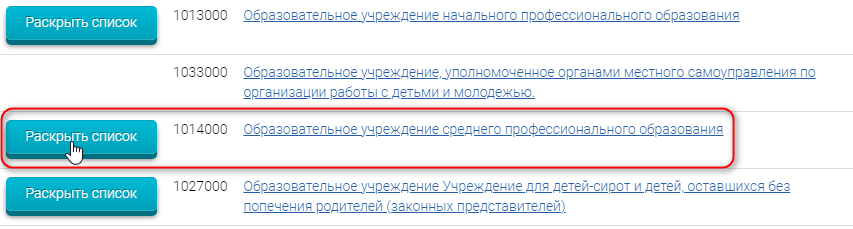 Раскрыть список 1013000 Образовательное учреждение начального профессионального образования
1033000 Образовательное учреждение, уполномоченное органами местного самоуправления по
организации работы с детьми и молодежью.
Раскрыть список 1014000 Образовательное учреждение среднего профессионального образования
Раскрыть список 1027000 Образовательное учреждение Учреждение для детей-сирот и детей, оставшихся без
попечения родителей (законных представителей)